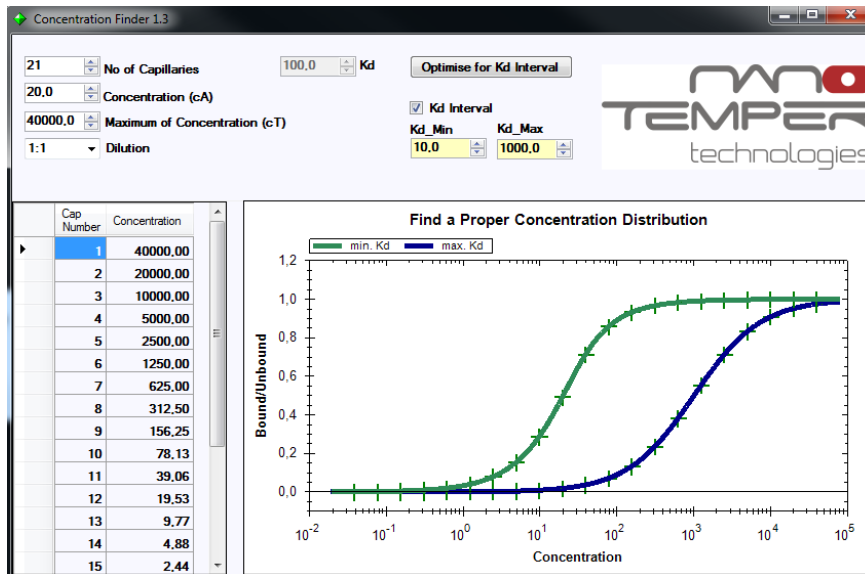 Concentration Finder 1.3
21 No of Capillaries 100,0 Kd Optimise for Kd Interval
20,0 Concentration (cA) Kd Interval
40000,0 Maximum of Concentration (cT) Kd_Min Kd_Max
1:1 Dilution 10,0 1000,0
NANO
TEMPER
technologies
Cap Number Concentration
1 40000,00
2 20000,00
3 10000,00
4 5000,00
5 2500,00
6 1250,00
7 625,00
8 312,50
9 156,25
10 78,13
11 39,06
12 19,53
13 9,77
14 4,88
15 2,44
Find a Proper Concentration Distribution
min. Kd max. Kd
1,2
1,0
0,8
0,6
0,4
0,2
0,0
Bound/Unbound
10-2 10-1 100 101 102 103 104 105
Concentration